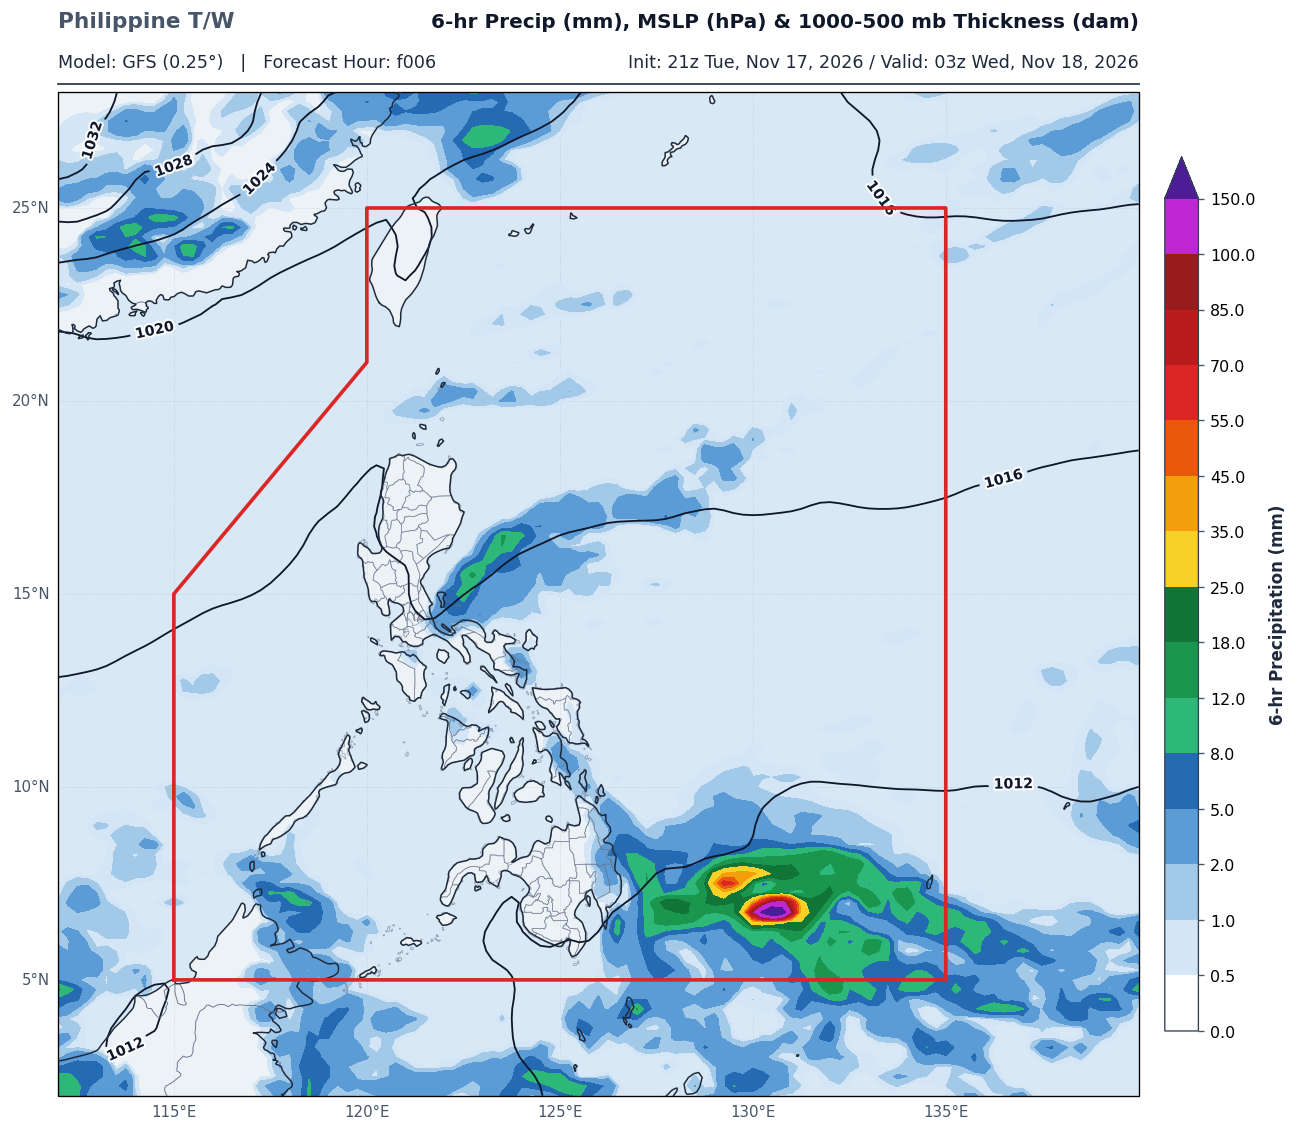 Philippine T/W
6-hr Precip (mm), MSLP (hPa) & 1000-500 mb Thickness (dam)
Model: GFS (0.25°) | Forecast Hour: f006
Init: 21z Tue, Nov 17, 2026 / Valid: 03z Wed, Nov 18, 2026
1032
1028
1024
1016
1020
1016
1012
1012
25°N
20°N
15°N
10°N
5°N
115°E
120°E
125°E
130°E
135°E
150.0
100.0
85.0
70.0
55.0
45.0
35.0
25.0
18.0
12.0
8.0
5.0
2.0
1.0
0.5
0.0
6-hr Precipitation (mm)